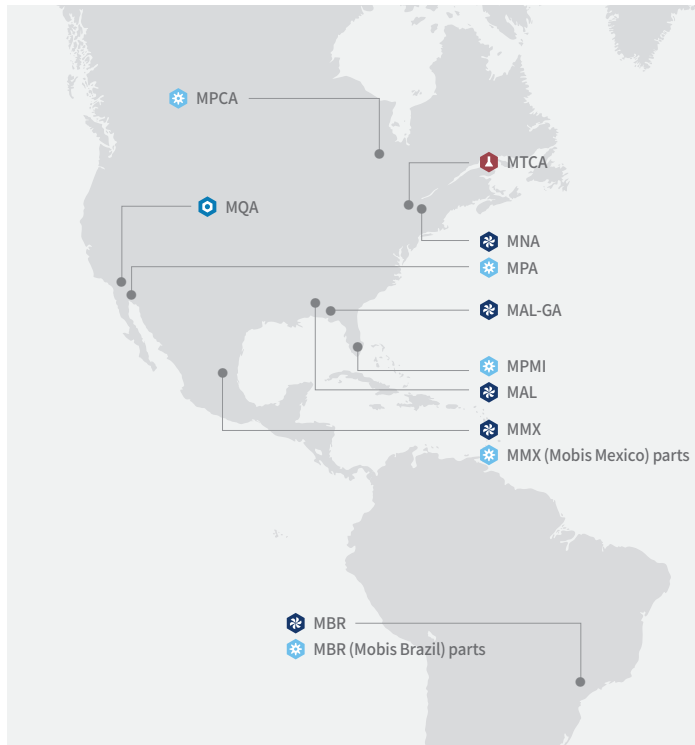 MPCA
MTCA
MQA
MNA
MPA
MAL-GA
MPMI
MAL
MMX
MMX (Mobis Mexico) parts
MBR
MBR (Mobis Brazil) parts